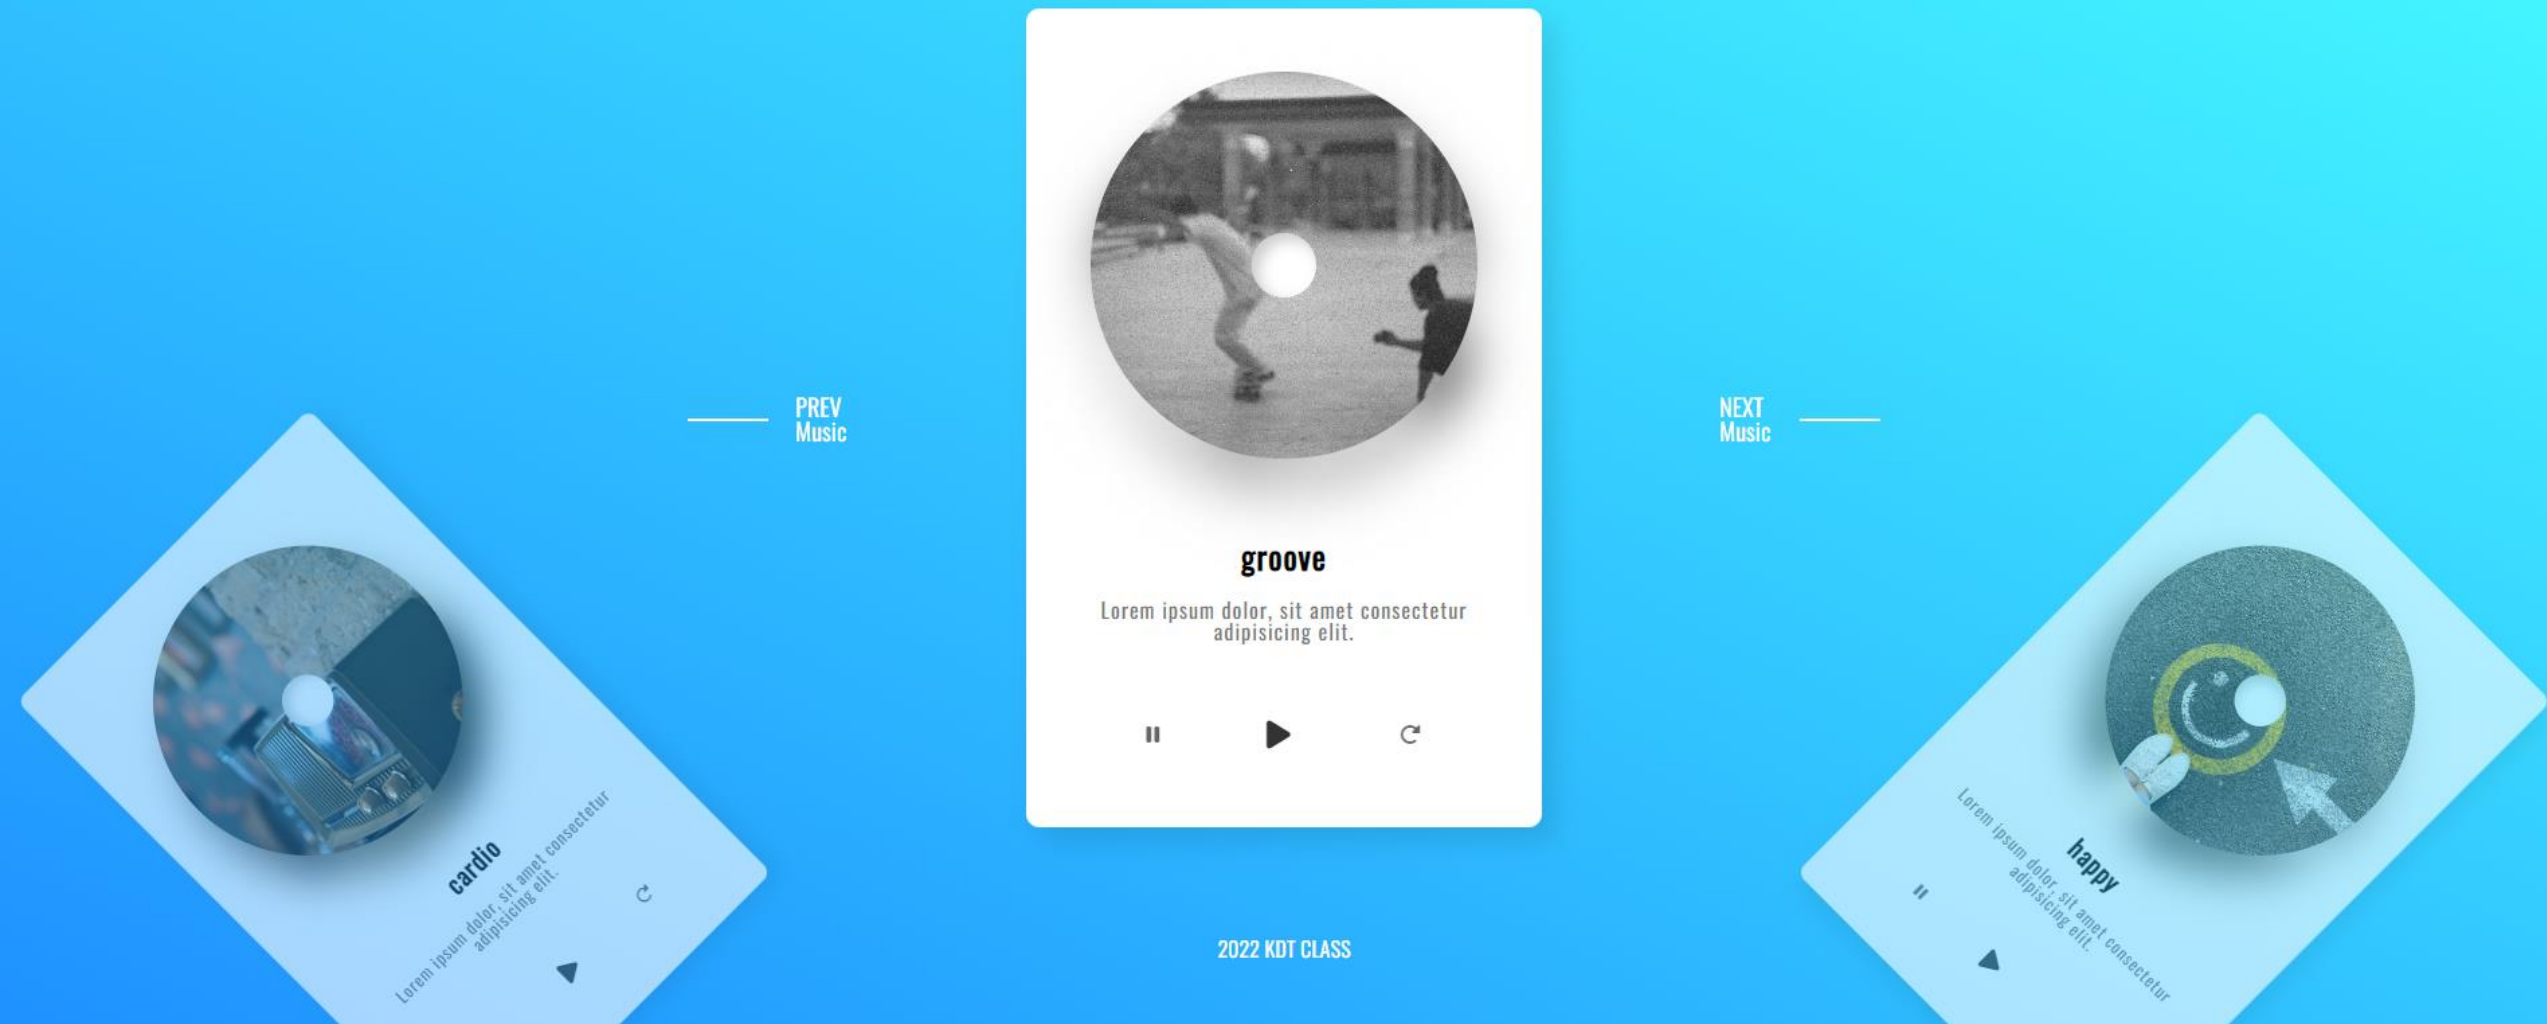 PREV
Music
NEXT
Music
groove
Lorem ipsum dolor, sit amet consectetur
adipisicing elit.
cardio
Lorem ipsum dolor, sit amet consectetur
adipisicing elit.
happy
Lorem ipsum dolor, sit amet consectetur
adipisicing elit.
2022 KDT CLASS